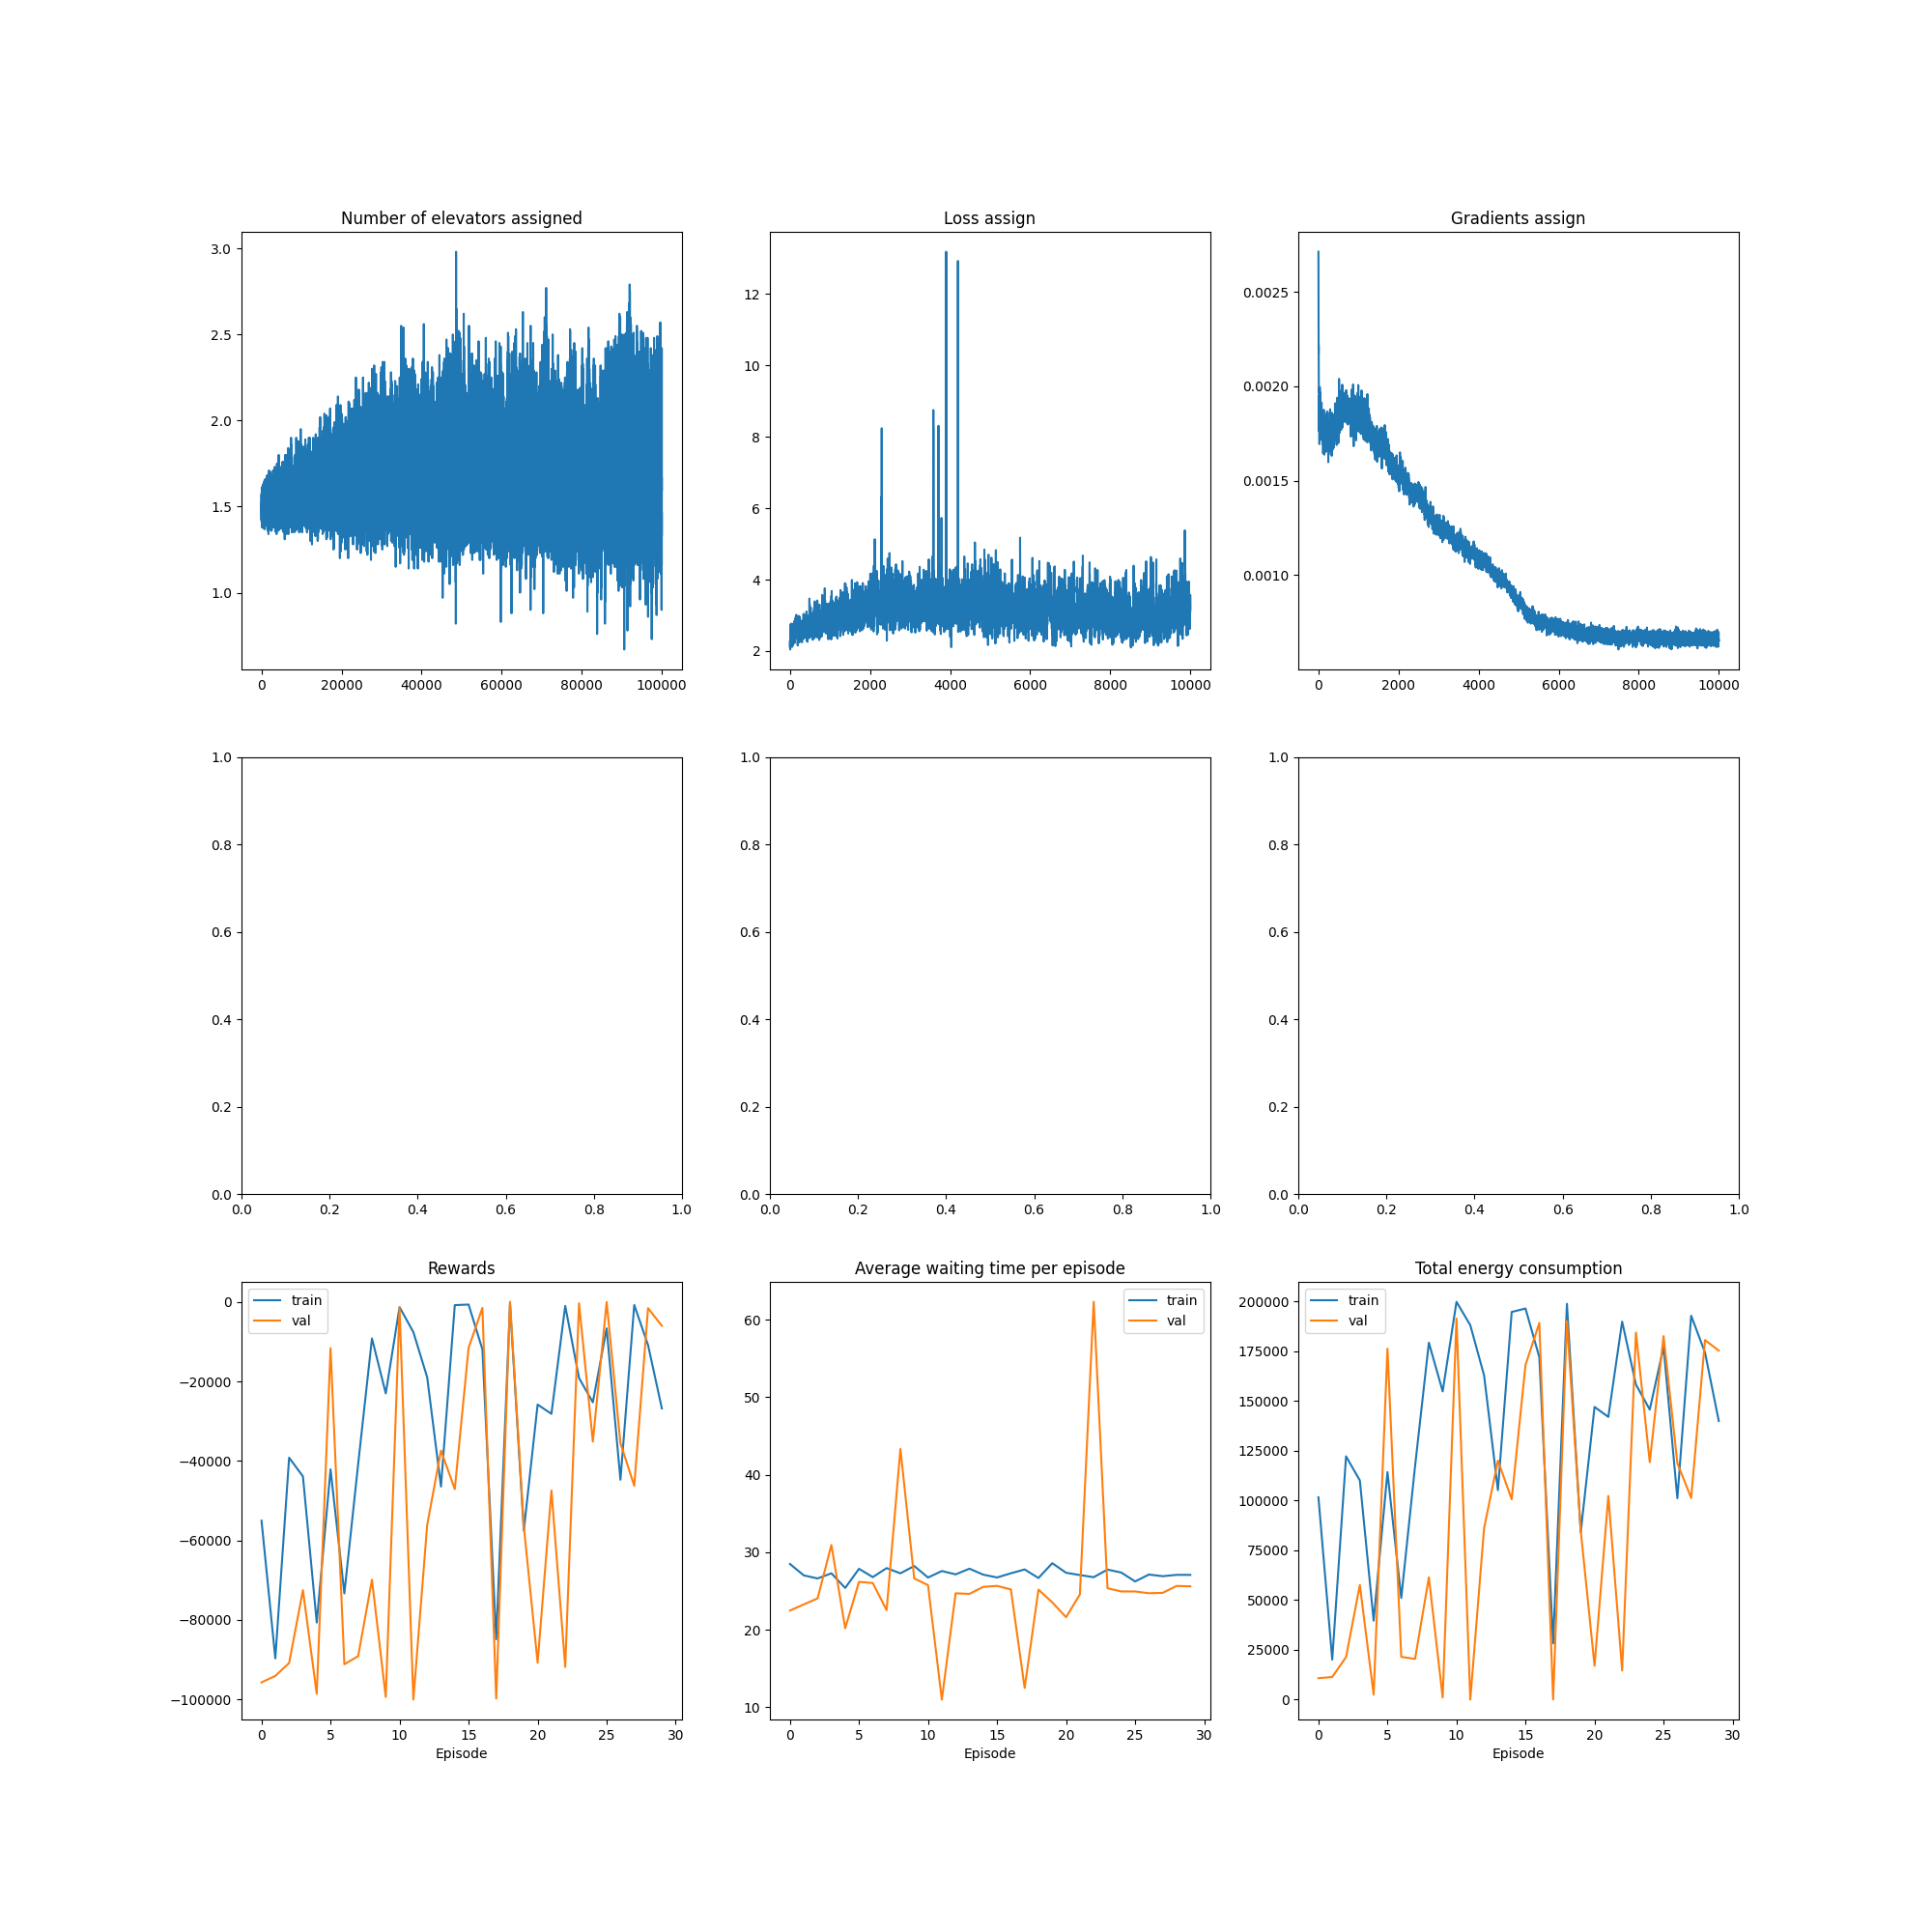 Number of elevators assigned
3.0
2.5
2.0
1.5
1.0
0 20000 40000 60000 80000 100000
Loss assign
12
10
8
6
4
2
0 2000 4000 6000 8000 10000
Gradients assign
0.0025
0.0020
0.0015
0.0010
0 2000 4000 6000 8000 10000
1.0
0.8
0.6
0.4
0.2
0.0
0.0 0.2 0.4 0.6 0.8 1.0
1.0
0.8
0.6
0.4
0.2
0.0
0.0 0.2 0.4 0.6 0.8 1.0
1.0
0.8
0.6
0.4
0.2
0.0
0.0 0.2 0.4 0.6 0.8 1.0
Rewards
train
val
0
−20000
−40000
−60000
−80000
−100000
0 5 10 15 20 25 30
Episode
Average waiting time per episode
train
val
60
50
40
30
20
10
0 5 10 15 20 25 30
Episode
Total energy consumption
train
val
200000
175000
150000
125000
100000
75000
50000
25000
0
0 5 10 15 20 25 30
Episode